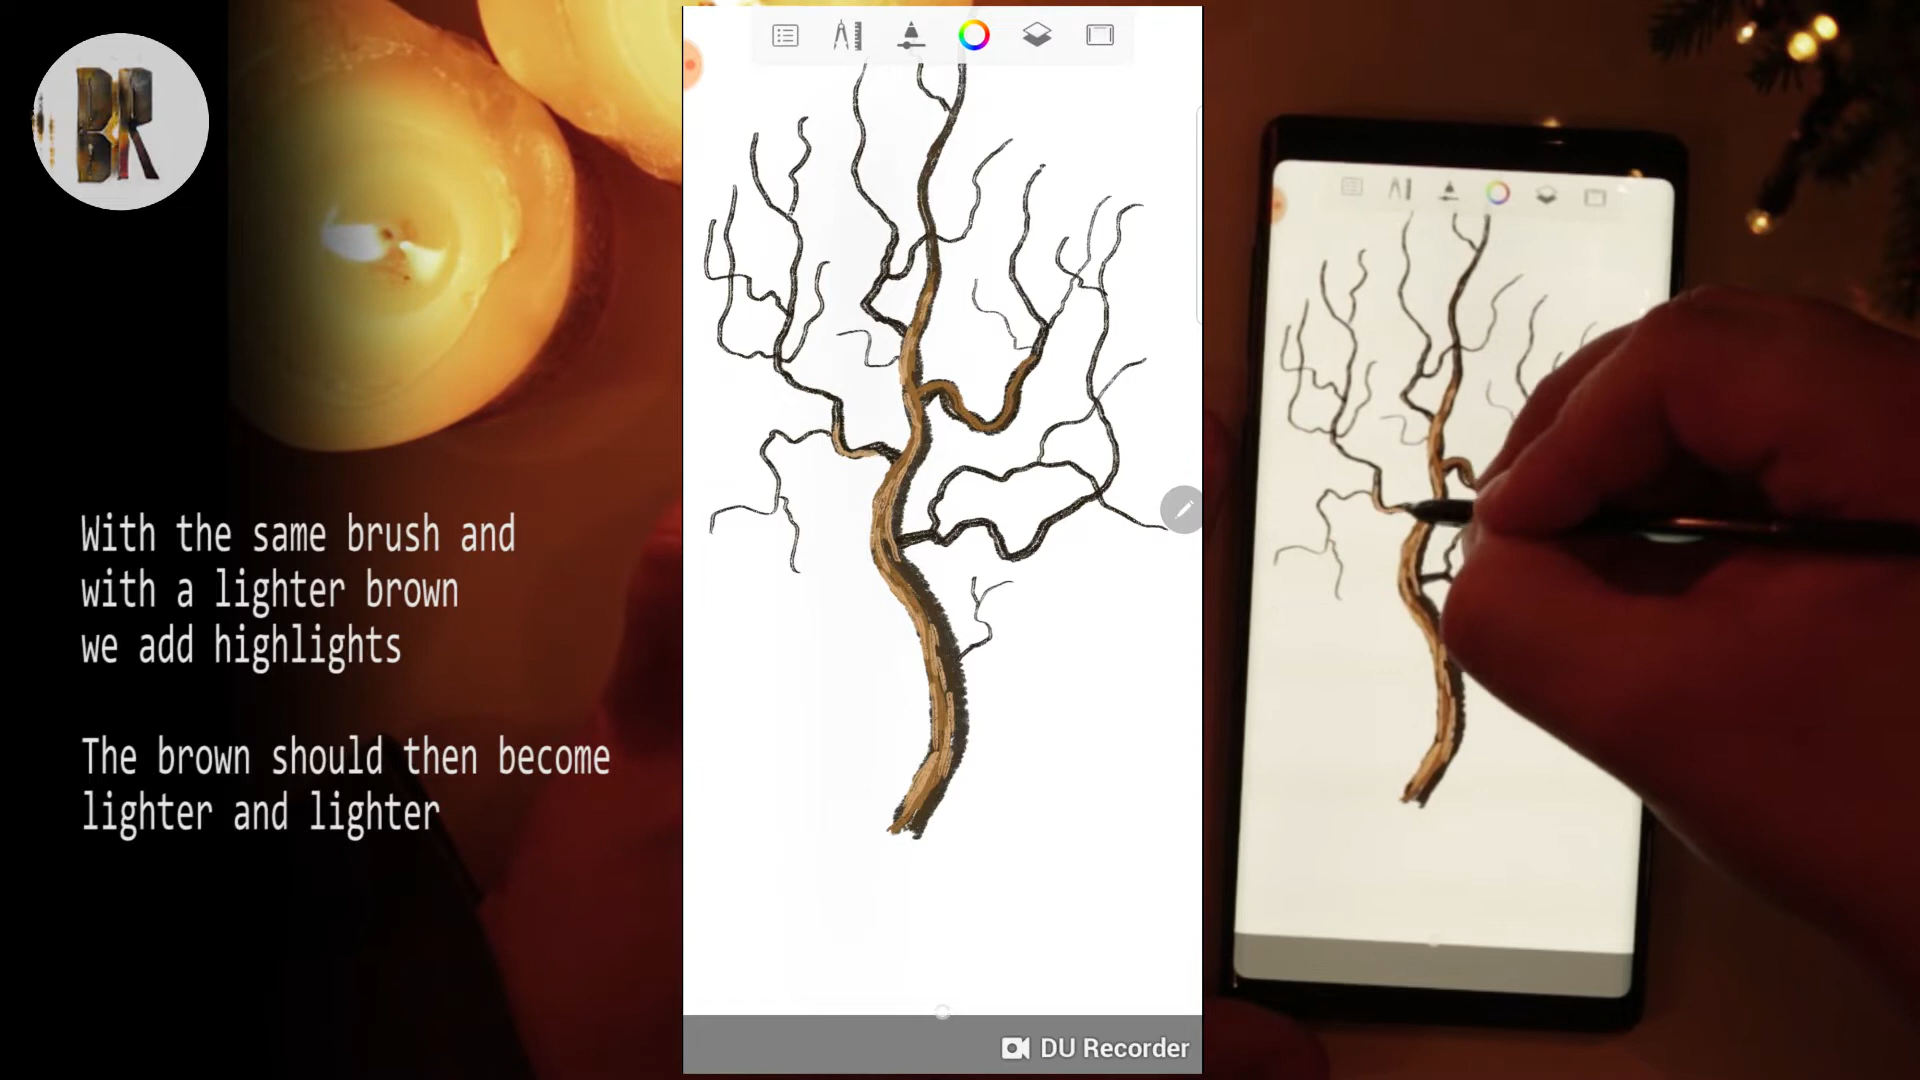 BR
With the same brush and
with a lighter brown
we add highlights
The brown should then become
lighter and lighter
DU Recorder